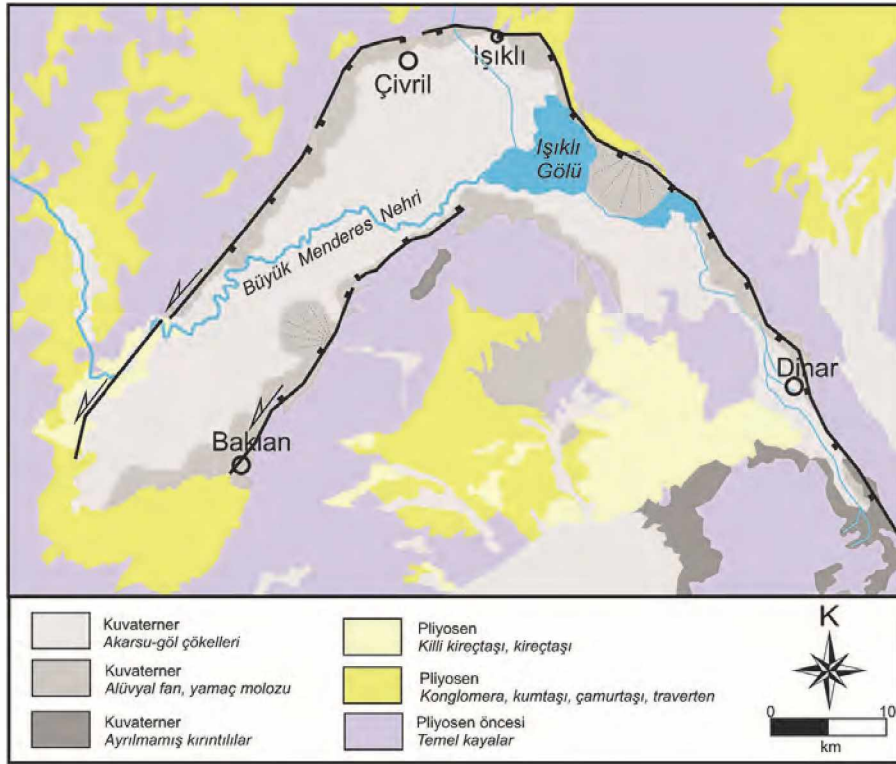 Işıklı
Çivril
Işıklı
Gölü
Büyük Menderes Nehri
Dinar
Baklan
Kuvaterner
Akarsu-göl çökelleri
Kuvaterner
Alüvyal fan, yamaç molozu
Kuvaterner
Ayrılmamış kırıntılılar
Pliyosen
Killi kireçtaşı, kireçtaşı
Pliyosen
Konglomera, kumtaşı, çamurtaşı, traverten
Pliyosen öncesi
Temel kayalar
K
0 10
km